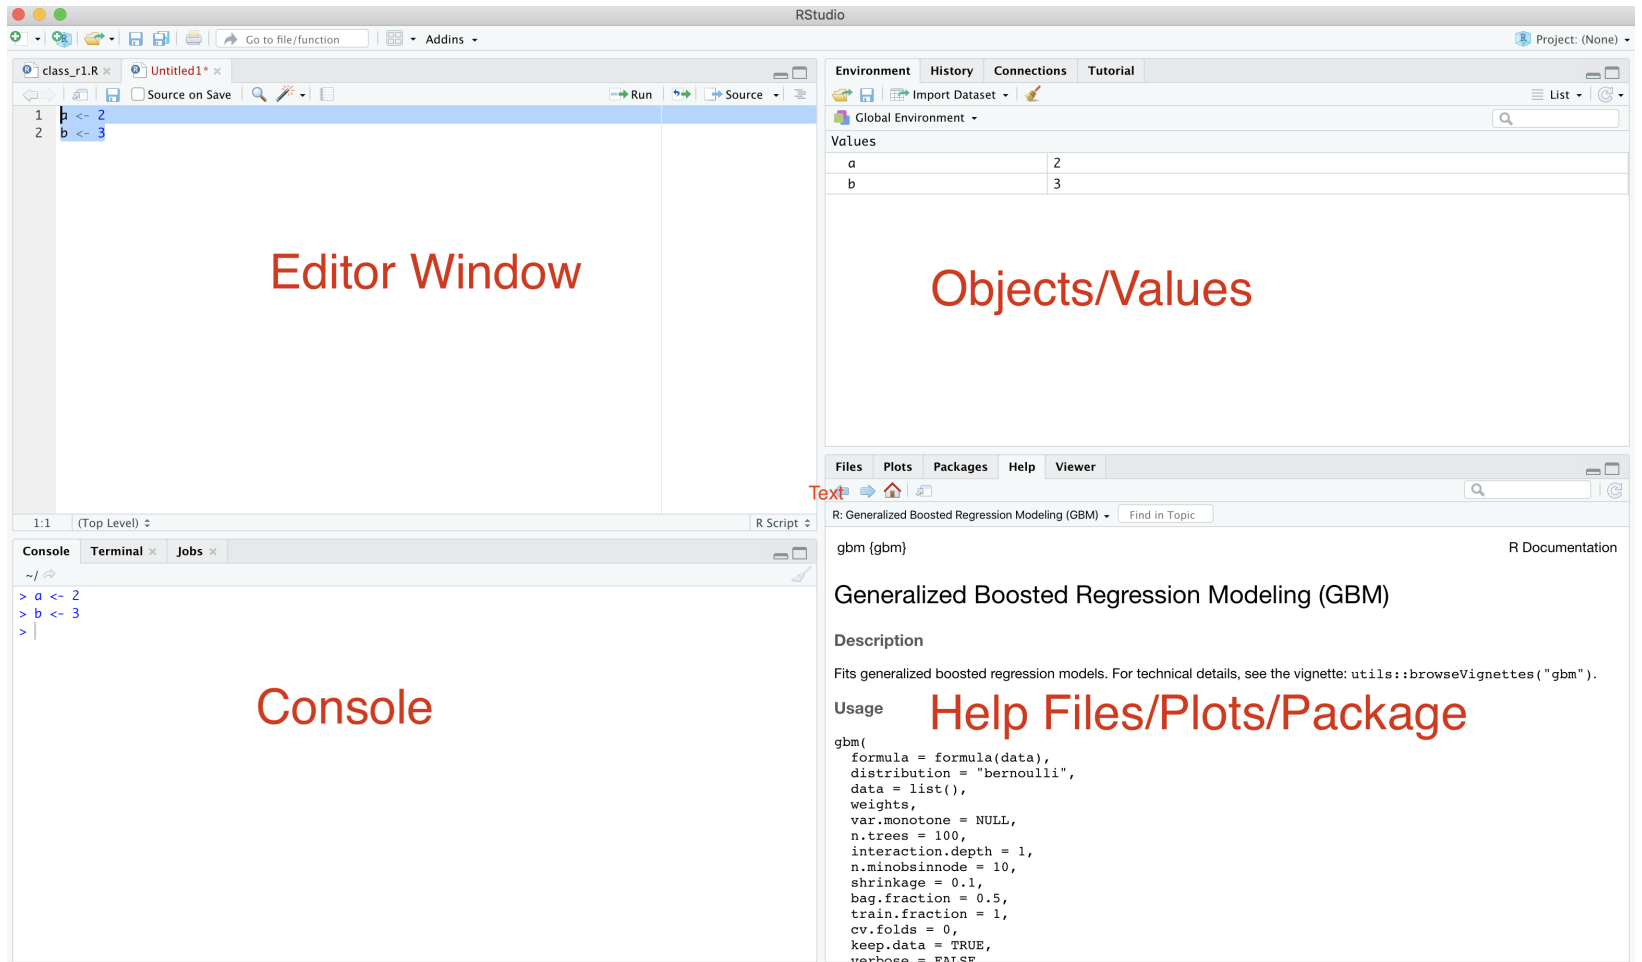 RStudio
Go to file/function
Addins
Project: (None)
class_r1.R
Untitled1*
Source on Save
Run
Source
1 a <- 2
2 b <- 3
Editor Window
1:1 (Top Level)
R Script
Console Terminal Jobs
~/
> a <- 2
> b <- 3
>
Console
Environment History Connections Tutorial
Import Dataset
List
Global Environment
Values
a 2
b 3
Objects/Values
Files Plots Packages Help Viewer
Text
R: Generalized Boosted Regression Modeling (GBM)
Find in Topic
gbm {gbm}
R Documentation
Generalized Boosted Regression Modeling (GBM)
Description
Fits generalized boosted regression models. For technical details, see the vignette: utils::browseVignettes("gbm").
Usage
Help Files/Plots/Package
gbm(
formula = formula(data),
distribution = "bernoulli",
data = list(),
weights,
var.monotone = NULL,
n.trees = 100,
interaction.depth = 1,
n.minobsinnode = 10,
shrinkage = 0.1,
bag.fraction = 0.5,
train.fraction = 1,
cv.folds = 0,
keep.data = TRUE,
verbose = FALSE